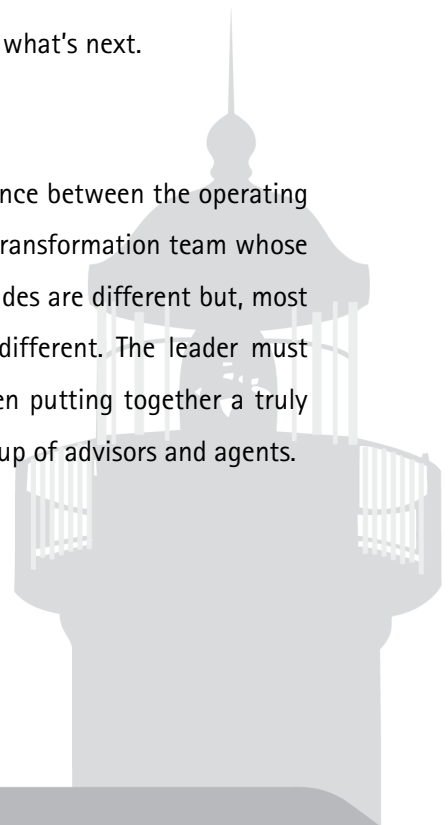 what's next.
nce between the operating
ransformation team whose
des are different but, most
different. The leader must
en putting together a truly
up of advisors and agents.